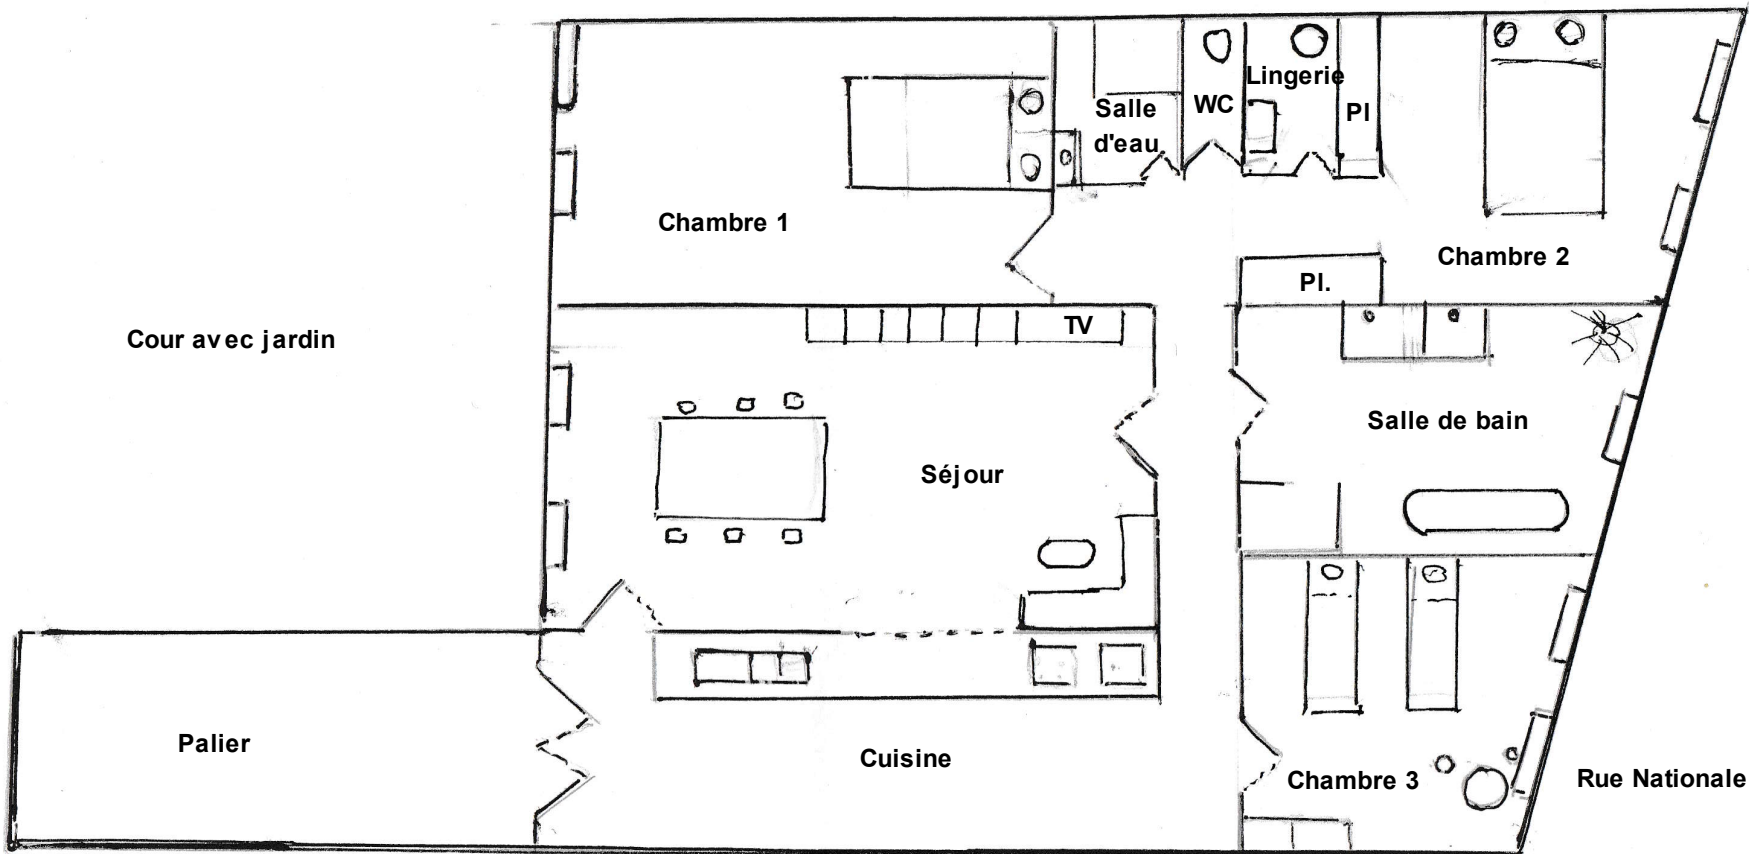 Lingerie
Salle
d'eau
WC
Pl
Chambre 1
Chambre 2
Pl.
TV
Cour avec jardin
Salle de bain
Séjour
Palier
Cuisine
Chambre 3
Rue Nationale